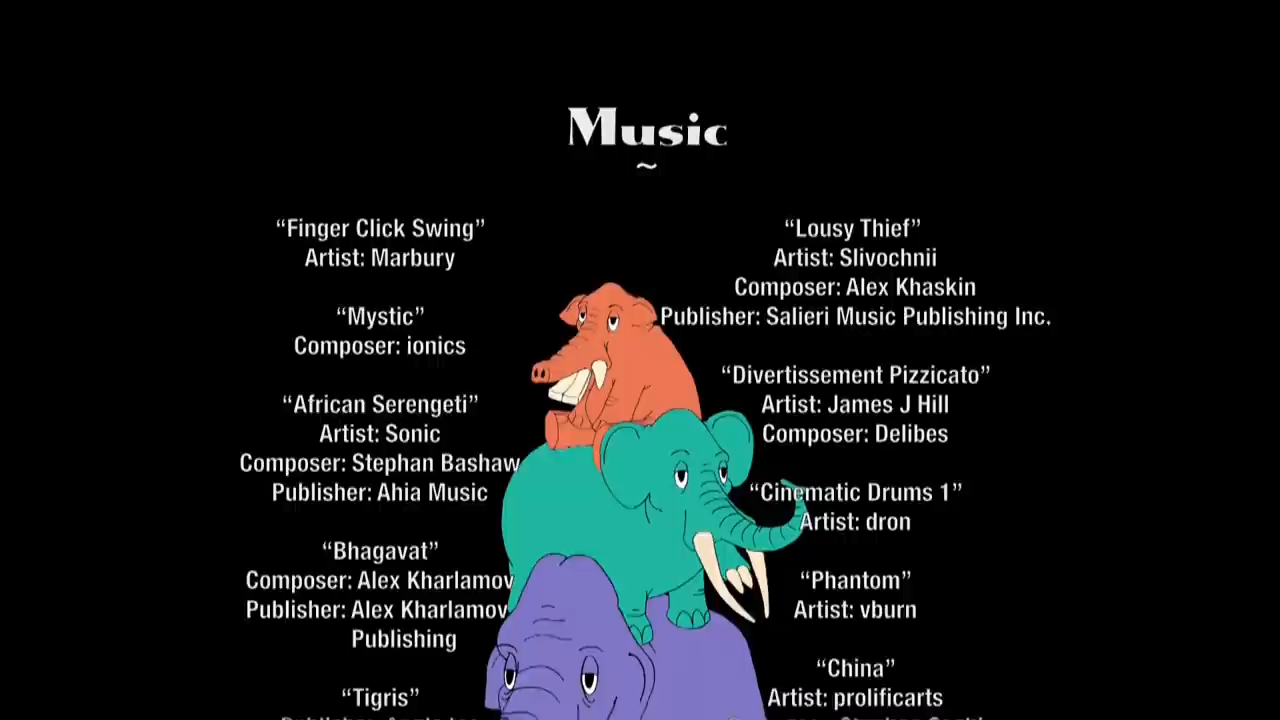 Music
~
“Finger Click Swing”
Artist: Marbury
“Mystic”
Composer: ionics
“African Serengeti”
Artist: Sonic
Composer: Stephan Bashaw
Publisher: Ahia Music
“Bhagavat”
Composer: Alex Kharlamov
Publisher: Alex Kharlamov
Publishing
“Tigris”
“Lousy Thief”
Artist: Slivochnii
Composer: Alex Khaskin
Publisher: Salieri Music Publishing Inc.
“Divertissement Pizzicato”
Artist: James J Hill
Composer: Delibes
“Cinematic Drums 1”
Artist: dron
“Phantom”
Artist: vburn
“China”
Artist: prolificarts